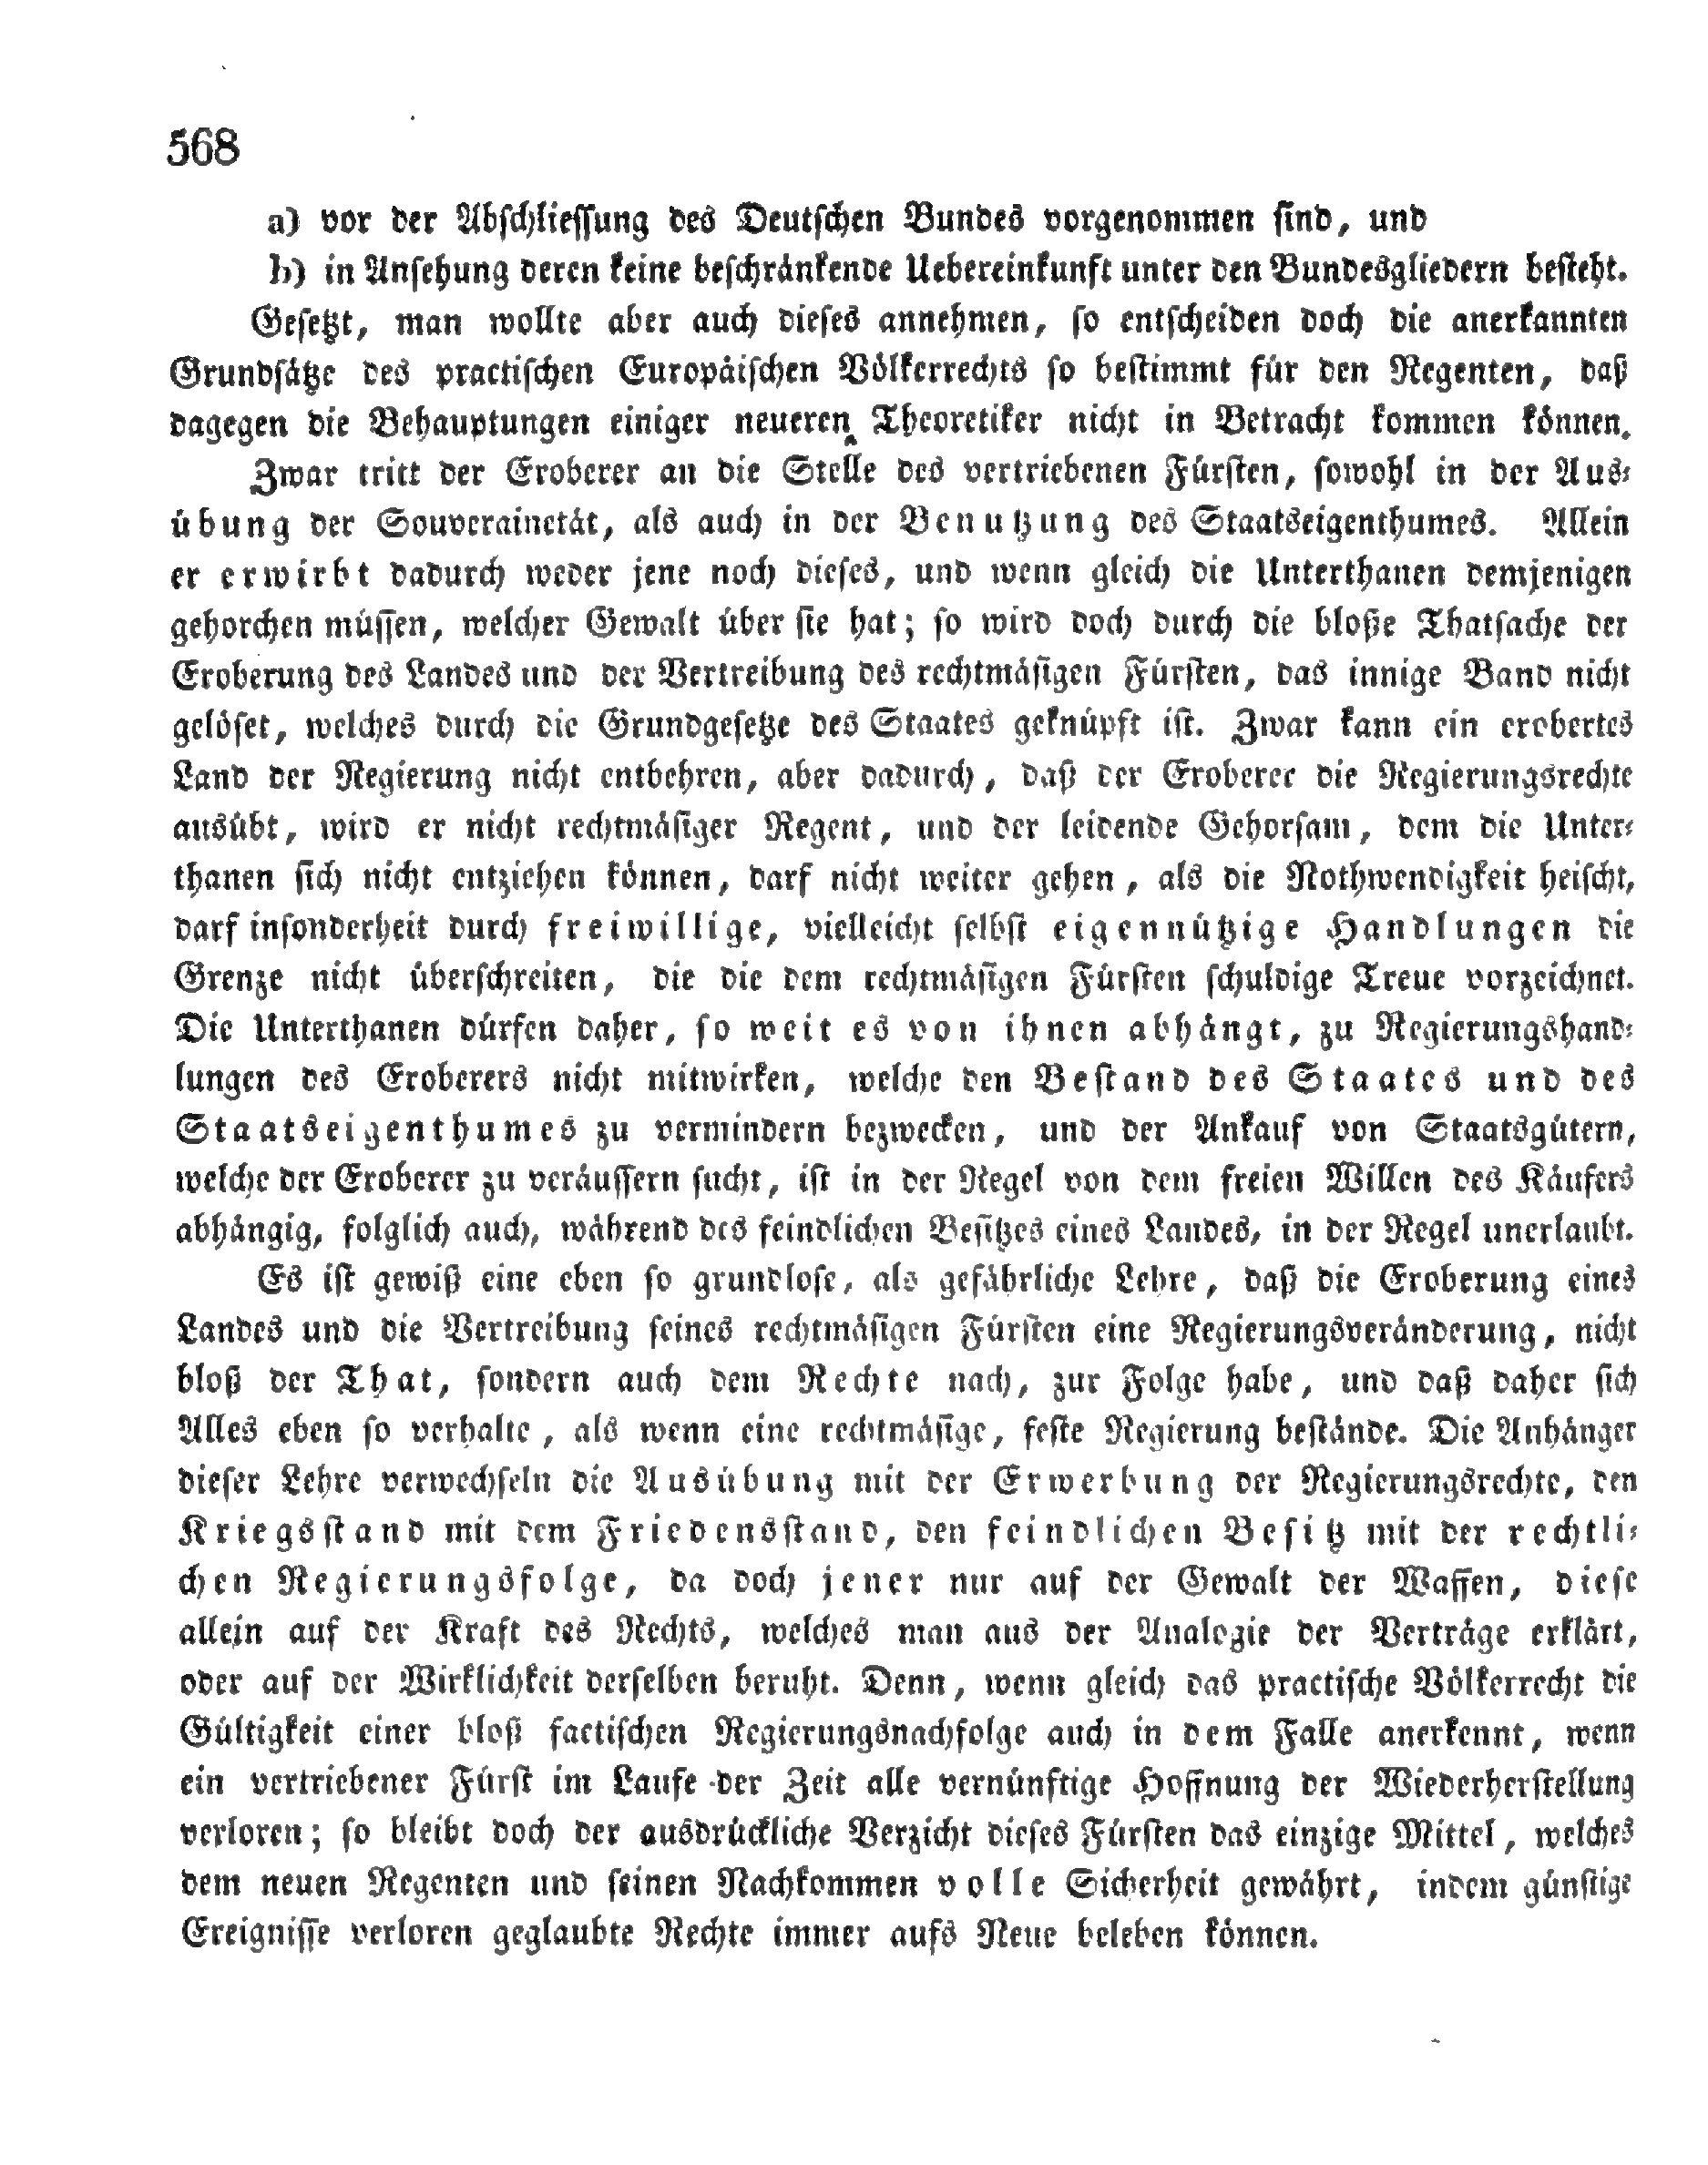 568
a) vor der Abschliessung des Deutschen Bundes vorgenommen sind, und
b) in Ansehung deren keine beschränkende Uebereinkunft unter den Bundesgliedern besteht.
Gesetzt, man wollte aber auch dieses annehmen, so entscheiden doch die anerkannten
Grundsätze des practischen Europäischen Völkerrechts so bestimmt für den Regenten, daß
dagegen die Behauptungen einiger neueren Theoretiker nicht in Betracht kommen können.
Zwar tritt der Eroberer an die Stelle des vertriebenen Fürsten, sowohl in der Aus-
übung der Souverainetät, als auch in der Benutzung des Staatseigenthumes. Allein
er erwirbt dadurch weder jene noch dieses, und wenn gleich die Unterthanen demjenigen
gehorchen müssen, welcher Gewalt über sie hat; so wird doch durch die bloße Thatsache der
Eroberung des Landes und der Vertreibung des rechtmäsigen Fürsten, das innige Band nicht
gelöset, welches durch die Grundgesetze des Staates geknüpft ist. Zwar kann ein erobertes
Land der Regierung nicht entbehren, aber dadurch, daß der Eroberer die Regierungsrechte
ausübt, wird er nicht rechtmäsiger Regent, und der leidende Gehorsam, dem die Unter-
thanen sich nicht entziehen können, darf nicht weiter gehen, als die Nothwendigkeit heischt,
darf insonderheit durch freiwillige, vielleicht selbst eigennützige Handlungen die
Grenze nicht überschreiten, die die dem rechtmäsigen Fürsten schuldige Treue vorzeichnet.
Die Unterthanen dürfen daher, so weit es von ihnen abhängt, zu Regierungshand-
lungen des Eroberers nicht mitwirken, welche den Bestand des Staates und des
Staatseigenthumes zu vermindern bezwecken, und der Ankauf von Staatsgütern,
welche der Eroberer zu veräussern sucht, ist in der Regel von dem freien Willen des Käufers
abhängig, folglich auch, während des feindlichen Besitzes eines Landes, in der Regel unerlaubt.
Es ist gewiß eine eben so grundlose, als gefährliche Lehre, daß die Eroberung eines
Landes und die Vertreibung seines rechtmäsigen Fürsten eine Regierungsveränderung, nicht
bloß der That, sondern auch dem Rechte nach, zur Folge habe, und daß daher sich
Alles eben so verhalte, als wenn eine rechtmäsige, feste Regierung bestände. Die Anhänger
dieser Lehre verwechseln die Ausübung mit der Erwerbung der Regierungsrechte, den
Kriegsstand mit dem Friedensstand, den feindlichen Besitz mit der rechtli-
chen Regierungsfolge, da doch jener nur auf der Gewalt der Waffen, diese
allein auf der Kraft des Rechts, welches man aus der Analogie der Verträge erklärt,
oder auf der Wirklichkeit derselben beruht. Denn, wenn gleich das practische Völkerrecht die
Gültigkeit einer bloß factischen Regierungsnachfolge auch in dem Falle anerkennt, wenn
ein vertriebener Fürst im Laufe der Zeit alle vernünftige Hoffnung der Wiederherstellung
verloren; so bleibt doch der ausdrückliche Verzicht dieses Fürsten das einzige Mittel, welches
dem neuen Regenten und seinen Nachkommen volle Sicherheit gewährt, indem günstige
Ereignisse verloren geglaubte Rechte immer aufs Neue beleben können.